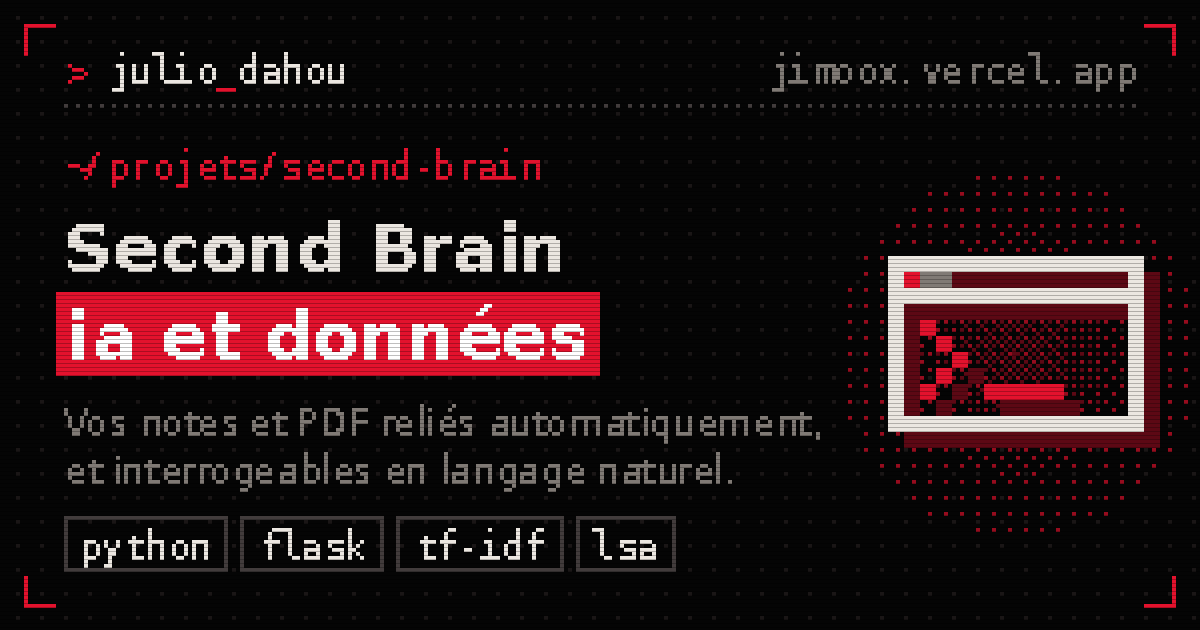 > julio_dahou
jimoox.vercel.app
~/projets/second-brain
Second Brain
ia et données
Vos notes et PDF reliés automatiquement,
et interrogeables en langage naturel.
python
flask
tf-idf
lsa